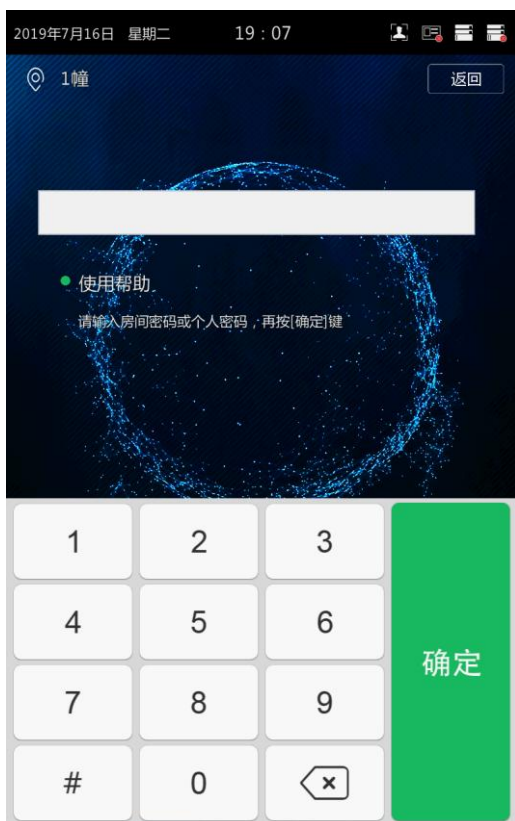 2019年7月16日 星期二 19：07
1幢 返回
使用帮助
请输入房间密码或个人密码，再按[确定]键
1 2 3
4 5 6
确定
7 8 9
# 0